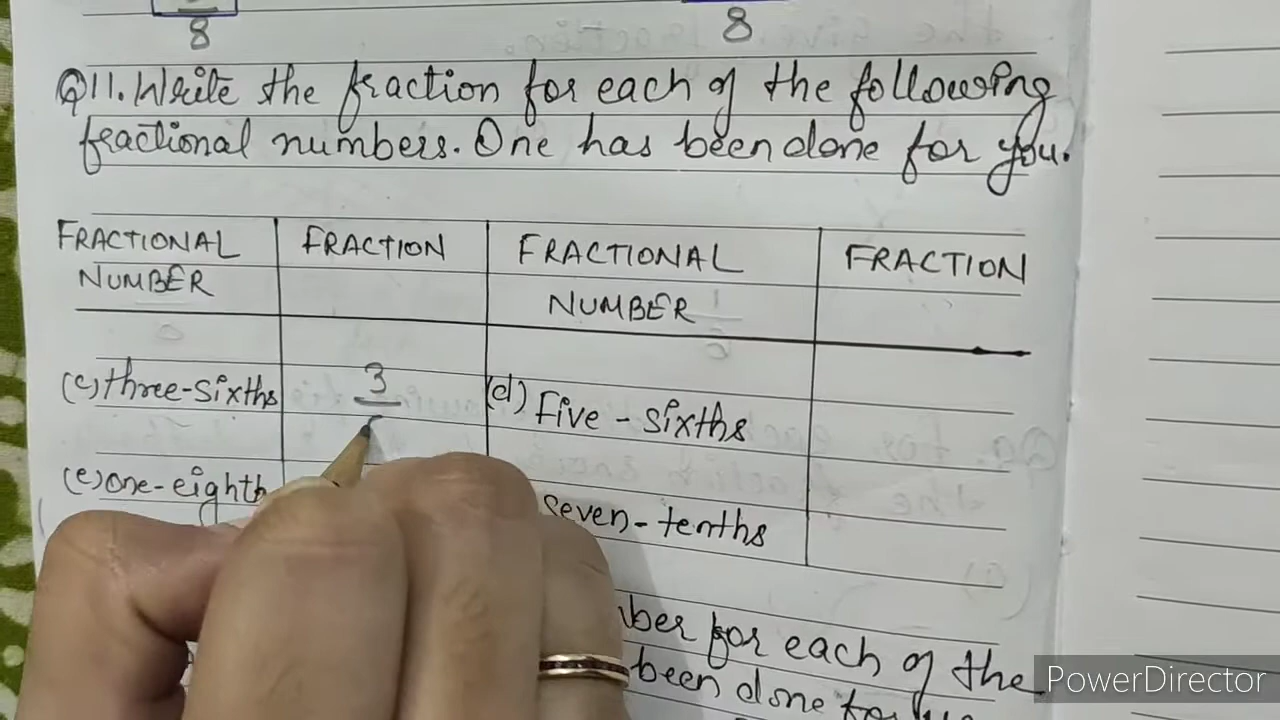 8 8
Q11. Write the fraction for each of the following
fractional numbers. One has been done for you.
FRACTIONAL NUMBER FRACTION FRACTIONAL NUMBER FRACTION
(c) three-sixths 3 (d) Five-sixths
(e) one-eighth seven-tenths
for each of the
been done for
PowerDirector